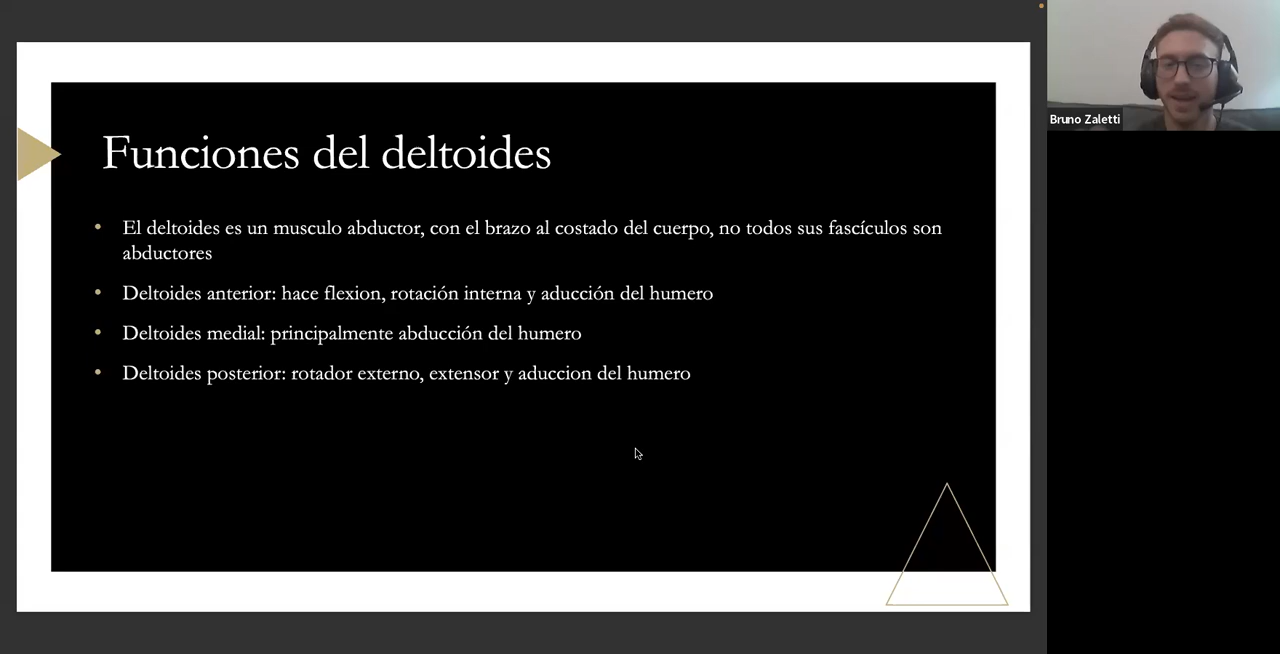 Funciones del deltoides
• El deltoides es un musculo abductor, con el brazo al costado del cuerpo, no todos sus fascículos son
abductores
• Deltoides anterior: hace flexion, rotación interna y aducción del humero
• Deltoides medial: principalmente abducción del humero
• Deltoides posterior: rotador externo, extensor y aduccion del humero
Bruno Zaletti